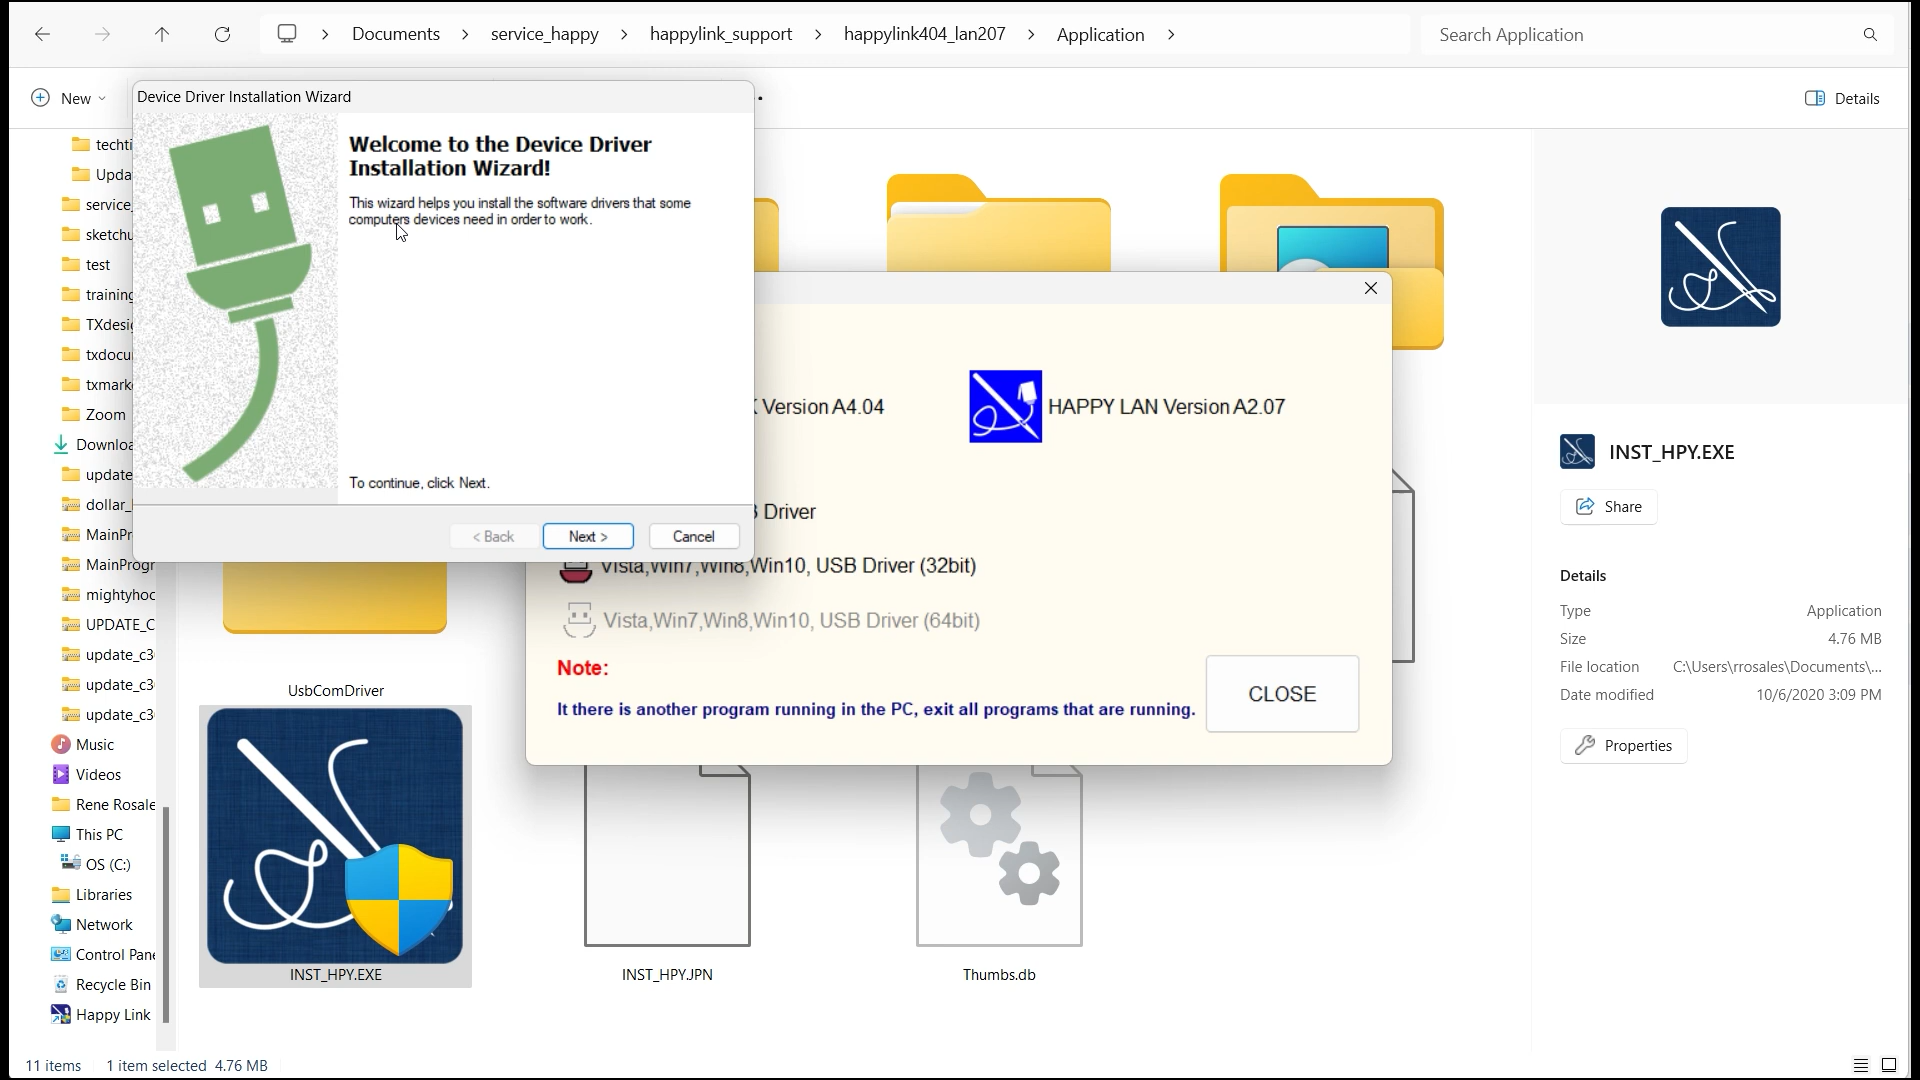 Documents > service_happy > happylink_support > happylink404_lan207 > Application >
Search Application
New
Details
Device Driver Installation Wizard
Welcome to the Device Driver
Installation Wizard!
This wizard helps you install the software drivers that some
computers devices need in order to work.
To continue, click Next.
< Back
Next >
Cancel
techti
Upda
service_
sketchu
test
training
TXdesig
txdocu
txmark
Zoom
Downloa
update
dollar_
MainPr
MainProgr
mightyhoo
UPDATE_C
update_c3
update_c3
update_c3
Music
Videos
Rene Rosale
This PC
OS (C:)
Libraries
Network
Control Pane
Recycle Bin
Happy Link
Version A4.04
HAPPY LAN Version A2.07
Driver
Vista,Win7,Win8,Win10, USB Driver (32bit)
Vista,Win7,Win8,Win10, USB Driver (64bit)
Note:
It there is another program running in the PC, exit all programs that are running.
CLOSE
UsbComDriver
INST_HPY.EXE
INST_HPY.JPN
Thumbs.db
INST_HPY.EXE
Share
Details
Type Application
Size 4.76 MB
File location C:\Users\rrosales\Documents\...
Date modified 10/6/2020 3:09 PM
Properties
11 items
1 item selected 4.76 MB